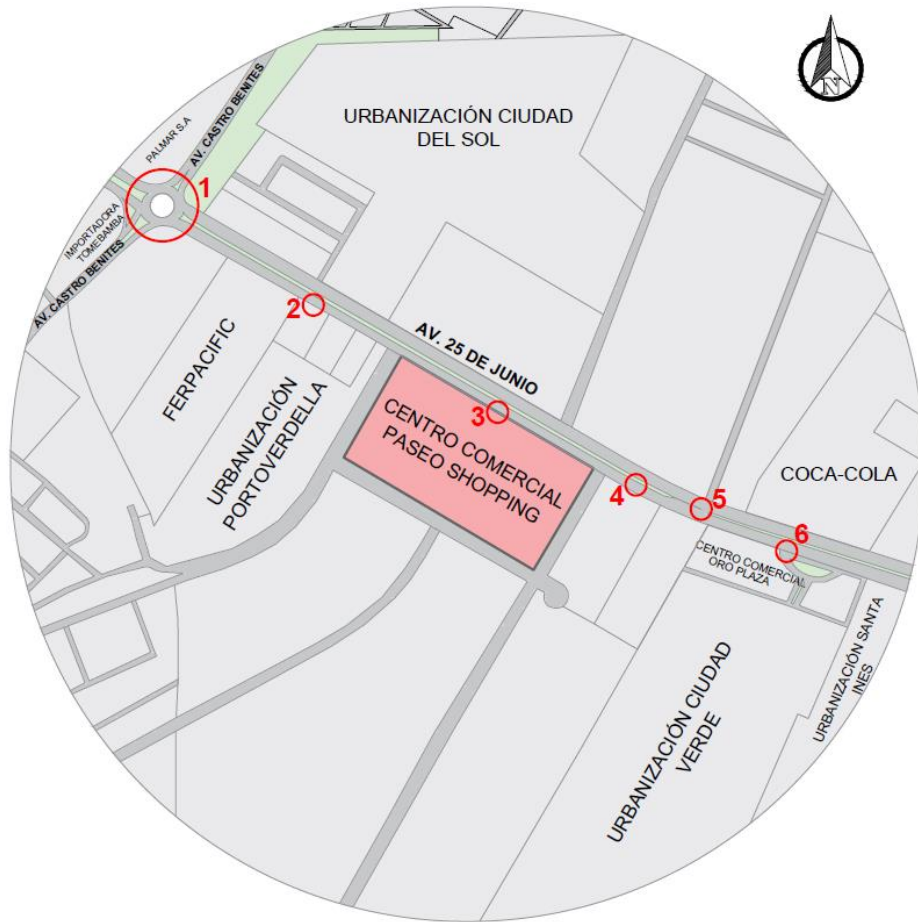 N
URBANIZACIÓN CIUDAD
DEL SOL
AV. CASTRO BENITES
PALMAR S.A
1
IMPORTADORA
TOMEBAMBA
AV. CASTRO BENITES
2
FERPACIFIC
AV. 25 DE JUNIO
URBANIZACIÓN
PORTOVERDELLA
3
CENTRO COMERCIAL
PASEO SHOPPING
4
5
COCA-COLA
6
CENTRO COMERCIAL
ORO PLAZA
URBANIZACIÓN CIUDAD
VERDE
URBANIZACIÓN SANTA
INES